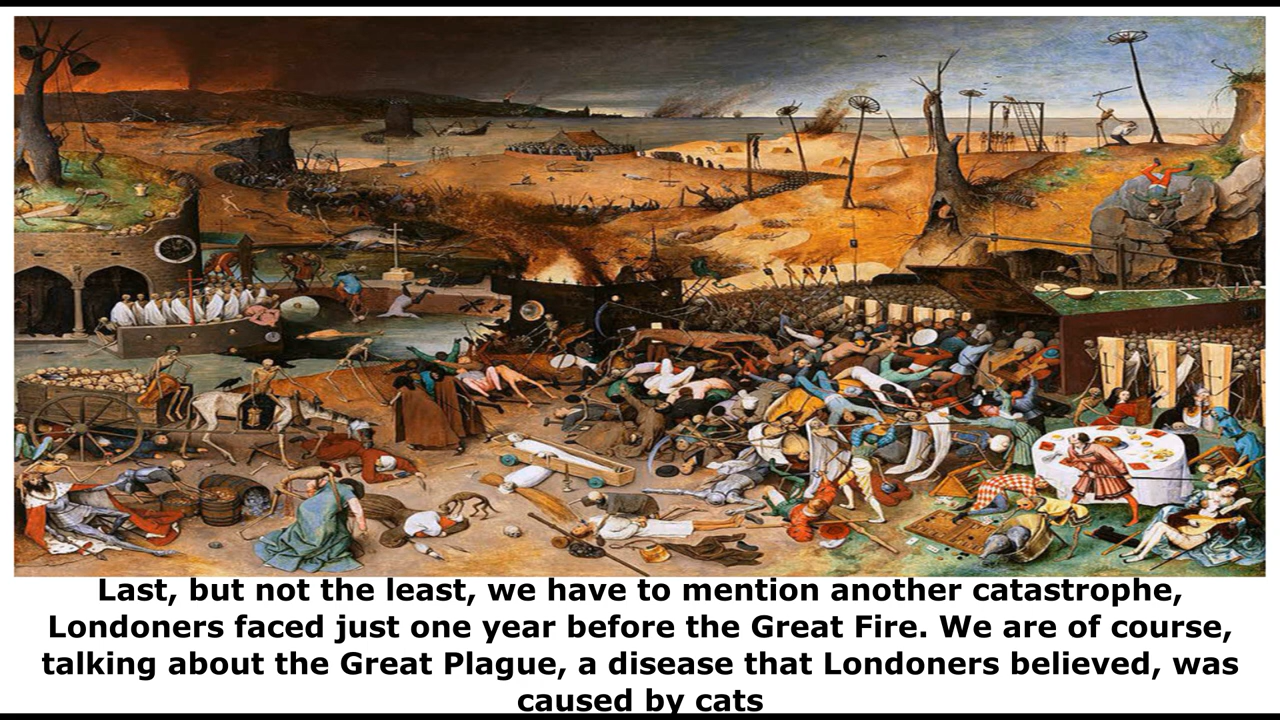 Last, but not the least, we have to mention another catastrophe,
Londoners faced just one year before the Great Fire. We are of course,
talking about the Great Plague, a disease that Londoners believed, was
caused by cats